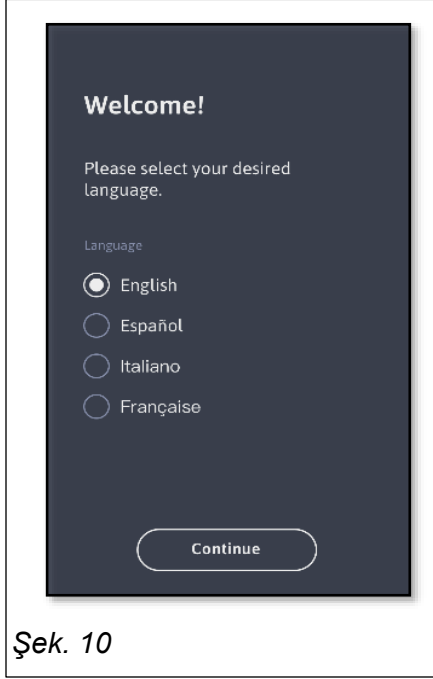 Welcome!
Please select your desired
language.
Language
English
Español
Italiano
Française
Continue
Şek. 10